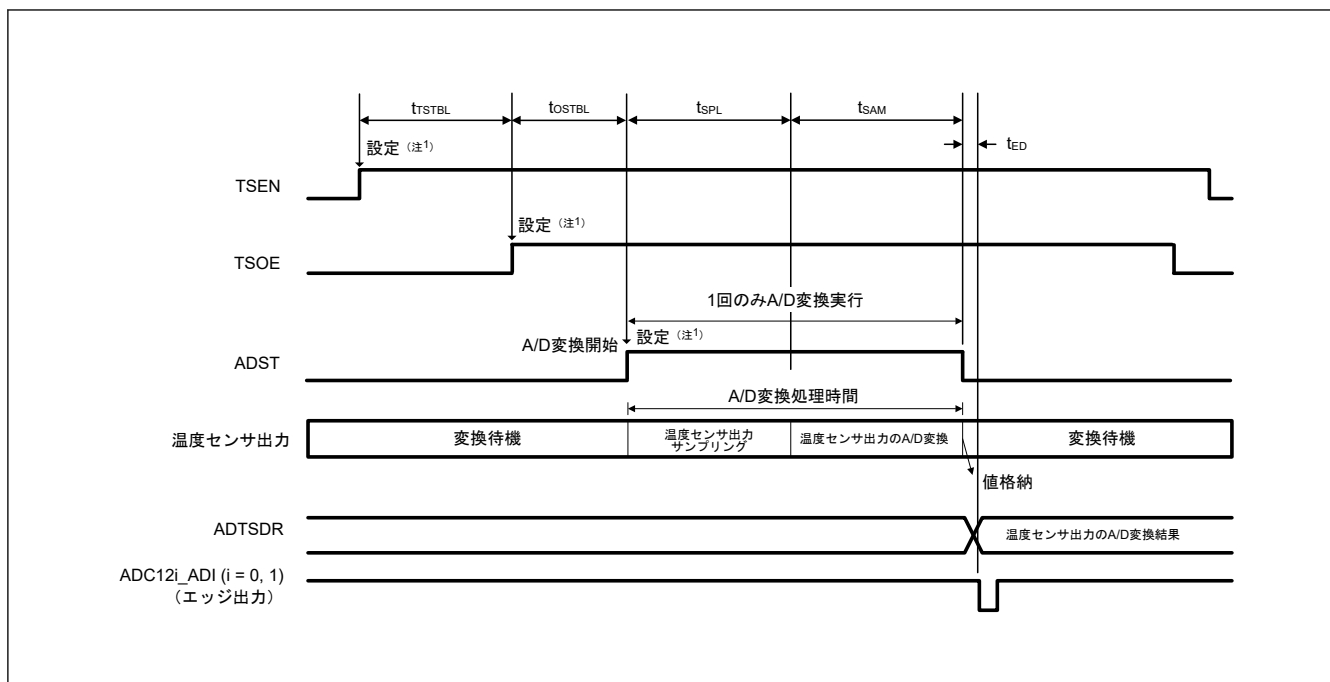 tTSTBL tOSTBL tSPL tSAM
tED
設定（注1）
TSEN
設定（注1）
TSOE
1回のみA/D変換実行
A/D変換開始 設定（注1）
ADST
A/D変換処理時間
温度センサ出力 変換待機 温度センサ出力 温度センサ出力のA/D変換 変換待機
サンプリング
値格納
ADTSDR 温度センサ出力のA/D変換結果
ADC12i_ADI (i = 0, 1)
（エッジ出力）